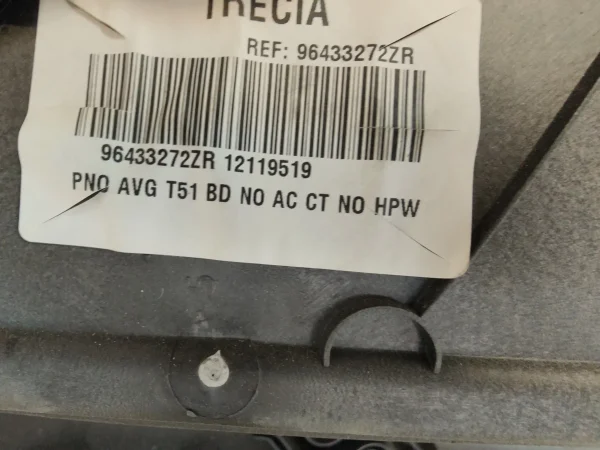 TRECIA
REF: 96433272ZR
96433272ZR 12119519
PNO AVG T51 BD NO AC CT NO HPW